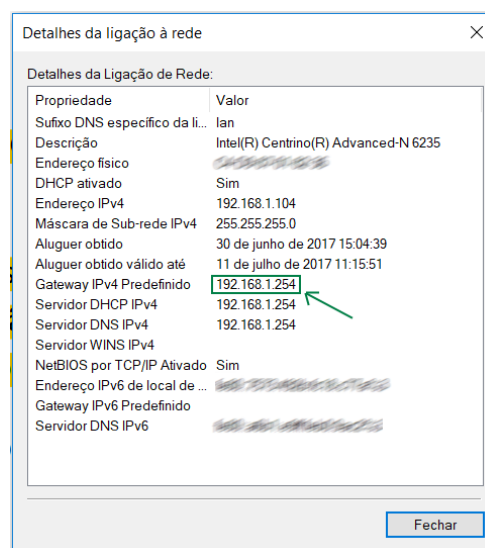 Detalhes da ligação à rede
Detalhes da Ligação de Rede:
Propriedade Valor
Sufixo DNS específico da li... lan
Descrição Intel(R) Centrino(R) Advanced-N 6235
Endereço físico
DHCP ativado Sim
Endereço IPv4 192.168.1.104
Máscara de Sub-rede IPv4 255.255.255.0
Aluguer obtido 30 de junho de 2017 15:04:39
Aluguer obtido válido até 11 de julho de 2017 11:15:51
Gateway IPv4 Predefinido 192.168.1.254
Servidor DHCP IPv4 192.168.1.254
Servidor DNS IPv4 192.168.1.254
Servidor WINS IPv4
NetBIOS por TCP/IP Ativado Sim
Endereço IPv6 de local de ...
Gateway IPv6 Predefinido
Servidor DNS IPv6
Fechar